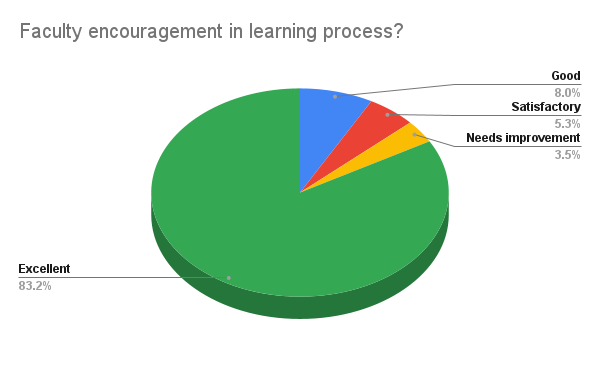 Faculty encouragement in learning process?
Good
8.0%
Satisfactory
5.3%
Needs improvement
3.5%
Excellent
83.2%